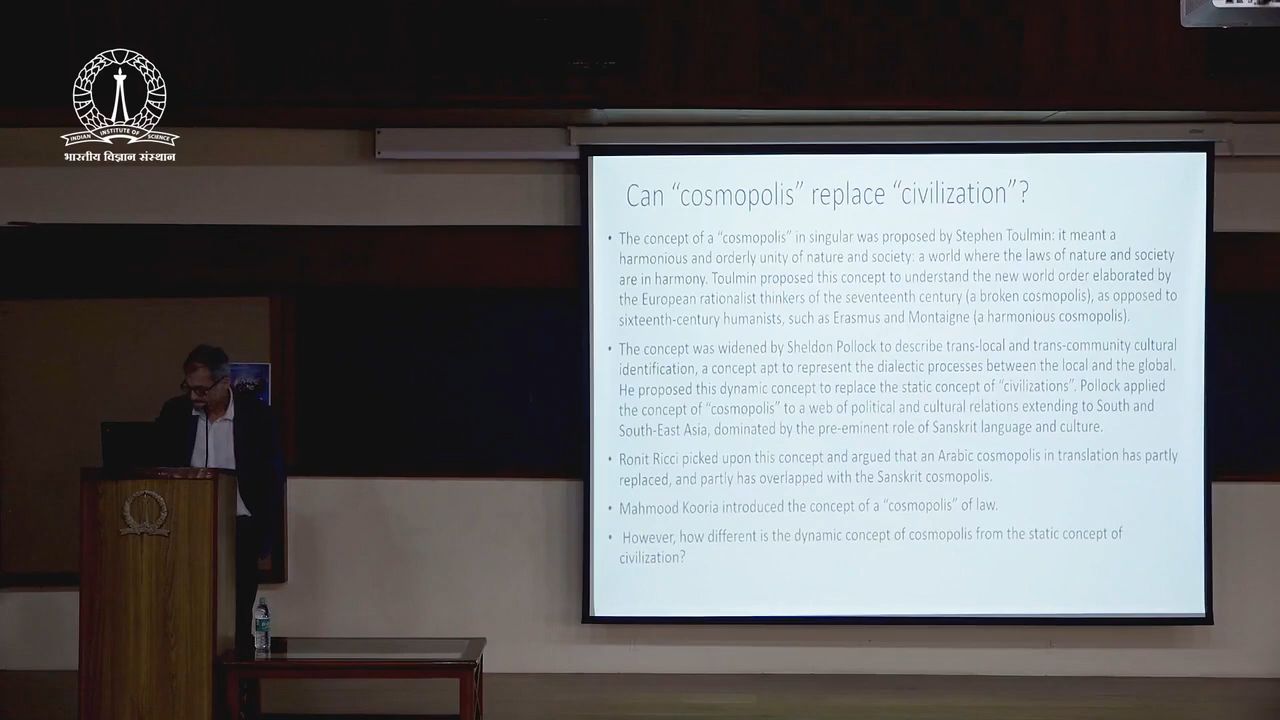 INDIAN INSTITUTE OF SCIENCE
भारतीय विज्ञान संस्थान
Can “cosmopolis” replace “civilization”?
• The concept of a “cosmopolis” in singular was proposed by Stephen Toulmin: it meant a
harmonious and orderly unity of nature and society: a world where the laws of nature and society
are in harmony. Toulmin proposed this concept to understand the new world order elaborated by
the European rationalist thinkers of the seventeenth century (a broken cosmopolis), as opposed to
sixteenth-century humanists, such as Erasmus and Montaigne (a harmonious cosmopolis).
• The concept was widened by Sheldon Pollock to describe trans-local and trans-community cultural
identification, a concept apt to represent the dialectic processes between the local and the global.
He proposed this dynamic concept to replace the static concept of “civilizations”. Pollock applied
the concept of “cosmopolis” to a web of political and cultural relations extending to South and
South-East Asia, dominated by the pre-eminent role of Sanskrit language and culture.
• Ronit Ricci picked upon this concept and argued that an Arabic cosmopolis in translation has partly
replaced, and partly has overlapped with the Sanskrit cosmopolis.
• Mahmood Kooria introduced the concept of a “cosmopolis” of law.
• However, how different is the dynamic concept of cosmopolis from the static concept of
civilization?